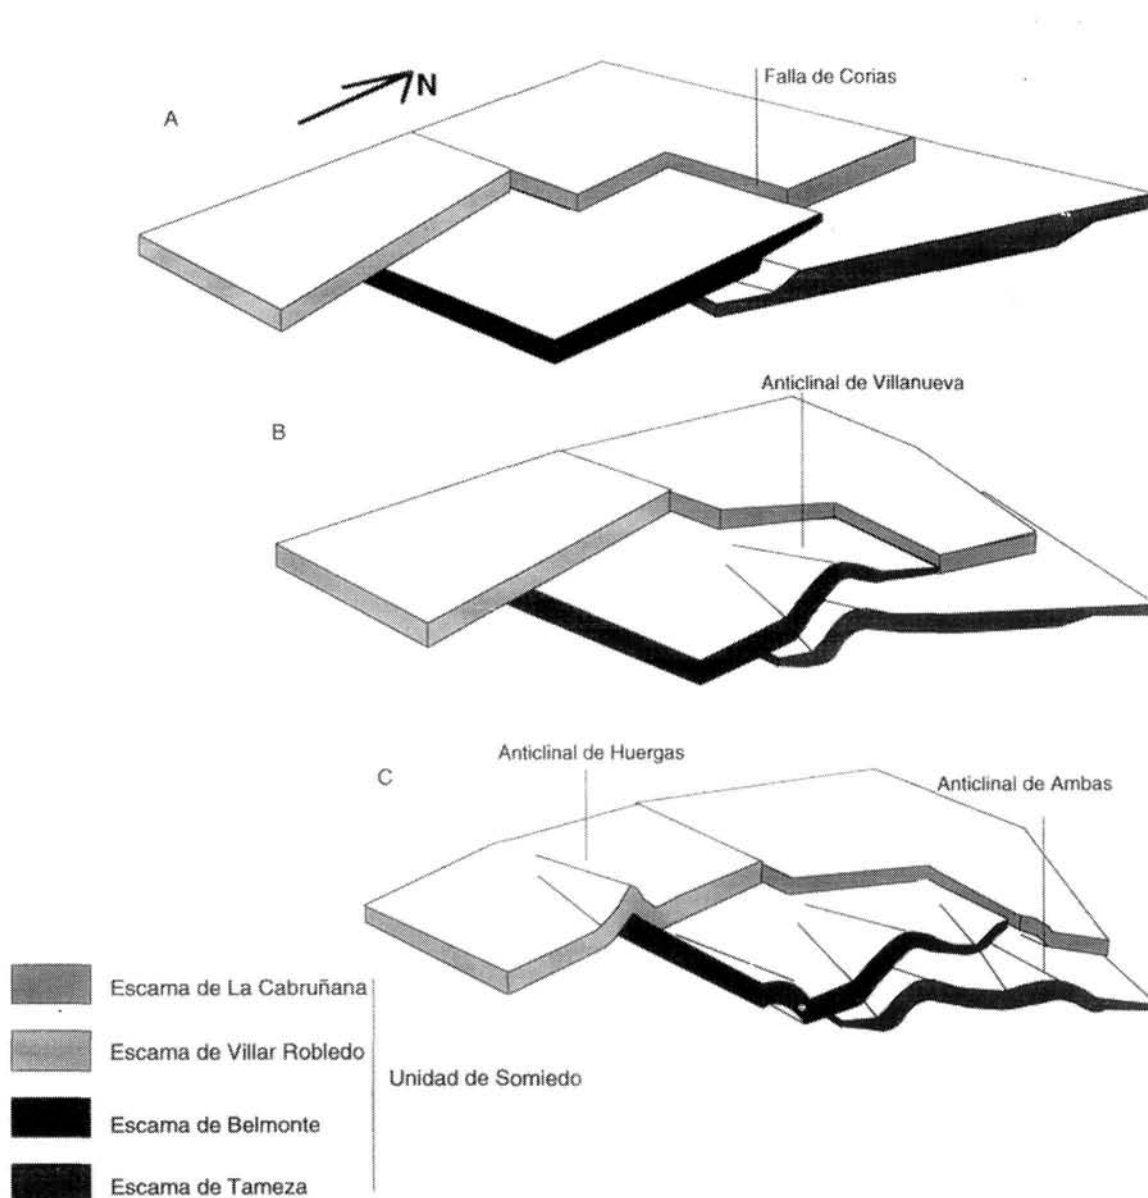 A
N
Falla de Corias
B
Anticlinal de Villanueva
C
Anticlinal de Huergas
Anticlinal de Ambas
Escama de La Cabruñana
Escama de Villar Robledo
Unidad de Somiedo
Escama de Belmonte
Escama de Tameza